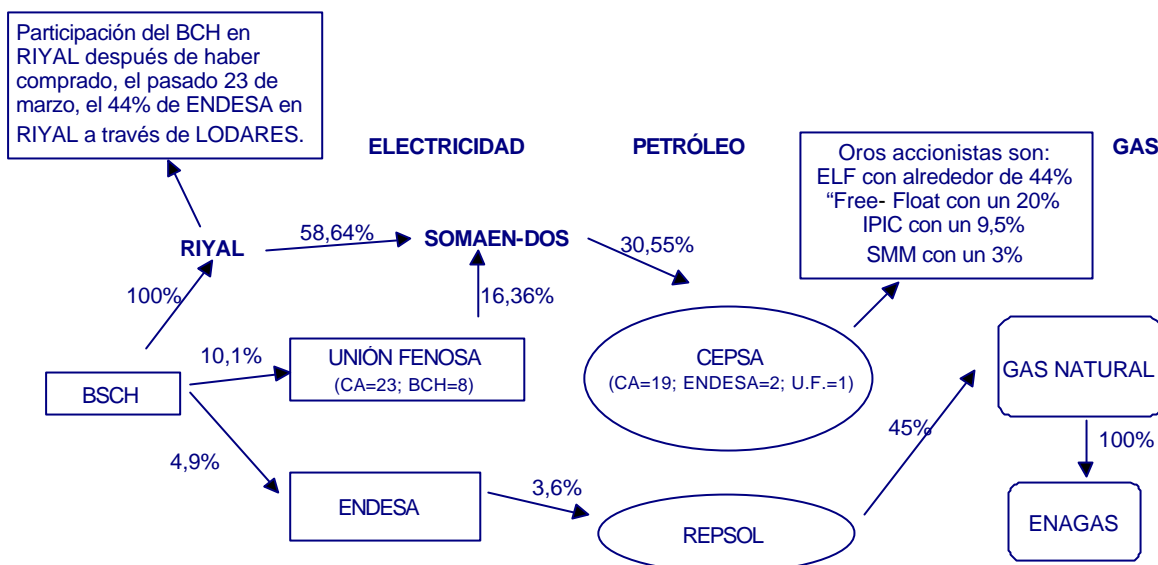 Participación del BCH en
RIYAL después de haber
comprado, el pasado 23 de
marzo, el 44% de ENDESA en
RIYAL a través de LODARES.
ELECTRICIDAD
PETRÓLEO
Oros accionistas son:
ELF con alrededor de 44%
“Free- Float con un 20%
IPIC con un 9,5%
SMM con un 3%
GAS
RIYAL
58,64%
SOMAEN-DOS
30,55%
100%
16,36%
10,1%
UNIÓN FENOSA
(CA=23; BCH=8)
CEPSA
(CA=19; ENDESA=2; U.F.=1)
GAS NATURAL
BSCH
45%
100%
4,9%
ENDESA
3,6%
REPSOL
ENAGAS